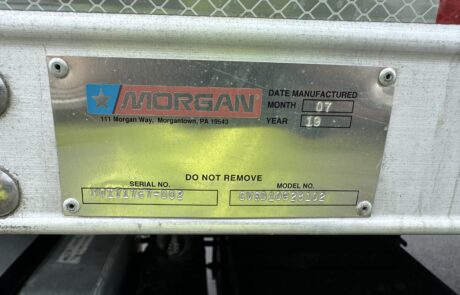 MORGAN
DATE MANUFACTURED
MONTH 07
YEAR 19
111 Morgan Way, Morgantown, PA 19543
DO NOT REMOVE
SERIAL NO.
MODEL NO.